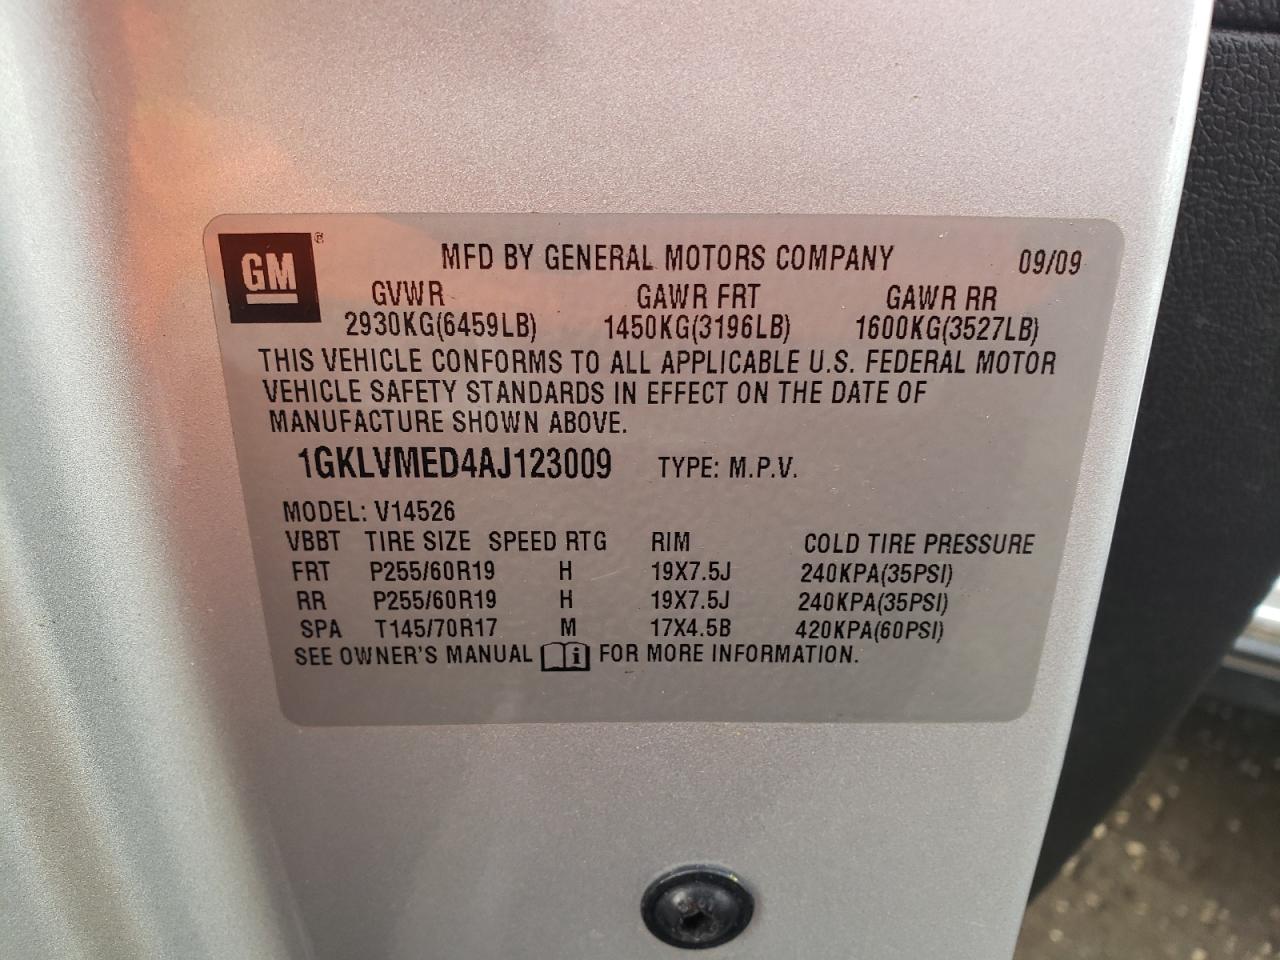 GM
MFD BY GENERAL MOTORS COMPANY 09/09
GVWR GAWR FRT GAWR RR
2930KG(6459LB) 1450KG(3196LB) 1600KG(3527LB)
THIS VEHICLE CONFORMS TO ALL APPLICABLE U.S. FEDERAL MOTOR
VEHICLE SAFETY STANDARDS IN EFFECT ON THE DATE OF
MANUFACTURE SHOWN ABOVE.
1GKLVMED4AJ123009 TYPE: M.P.V.
MODEL: V14526
VBBT TIRE SIZE SPEED RTG RIM COLD TIRE PRESSURE
FRT P255/60R19 H 19X7.5J 240KPA(35PSI)
RR P255/60R19 H 19X7.5J 240KPA(35PSI)
SPA T145/70R17 M 17X4.5B 420KPA(60PSI)
SEE OWNER'S MANUAL i FOR MORE INFORMATION.